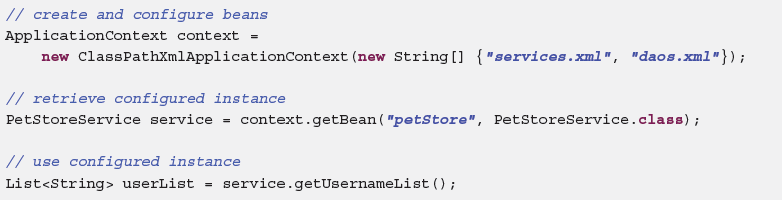 // create and configure beans
ApplicationContext context =
    new ClassPathXmlApplicationContext(new String[] {"services.xml", "daos.xml"});
// retrieve configured instance
PetStoreService service = context.getBean("petStore", PetStoreService.class);
// use configured instance
List<String> userList = service.getUsernameList();